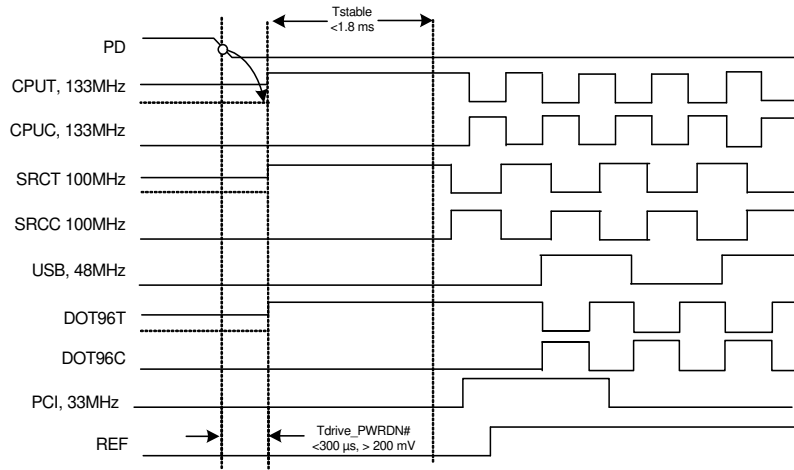 Tstable
<1.8 ms
PD
CPUT, 133MHz
CPUC, 133MHz
SRCT 100MHz
SRCC 100MHz
USB, 48MHz
DOT96T
DOT96C
PCI, 33MHz
Tdrive_PWRDN#
<300 µs, > 200 mV
REF